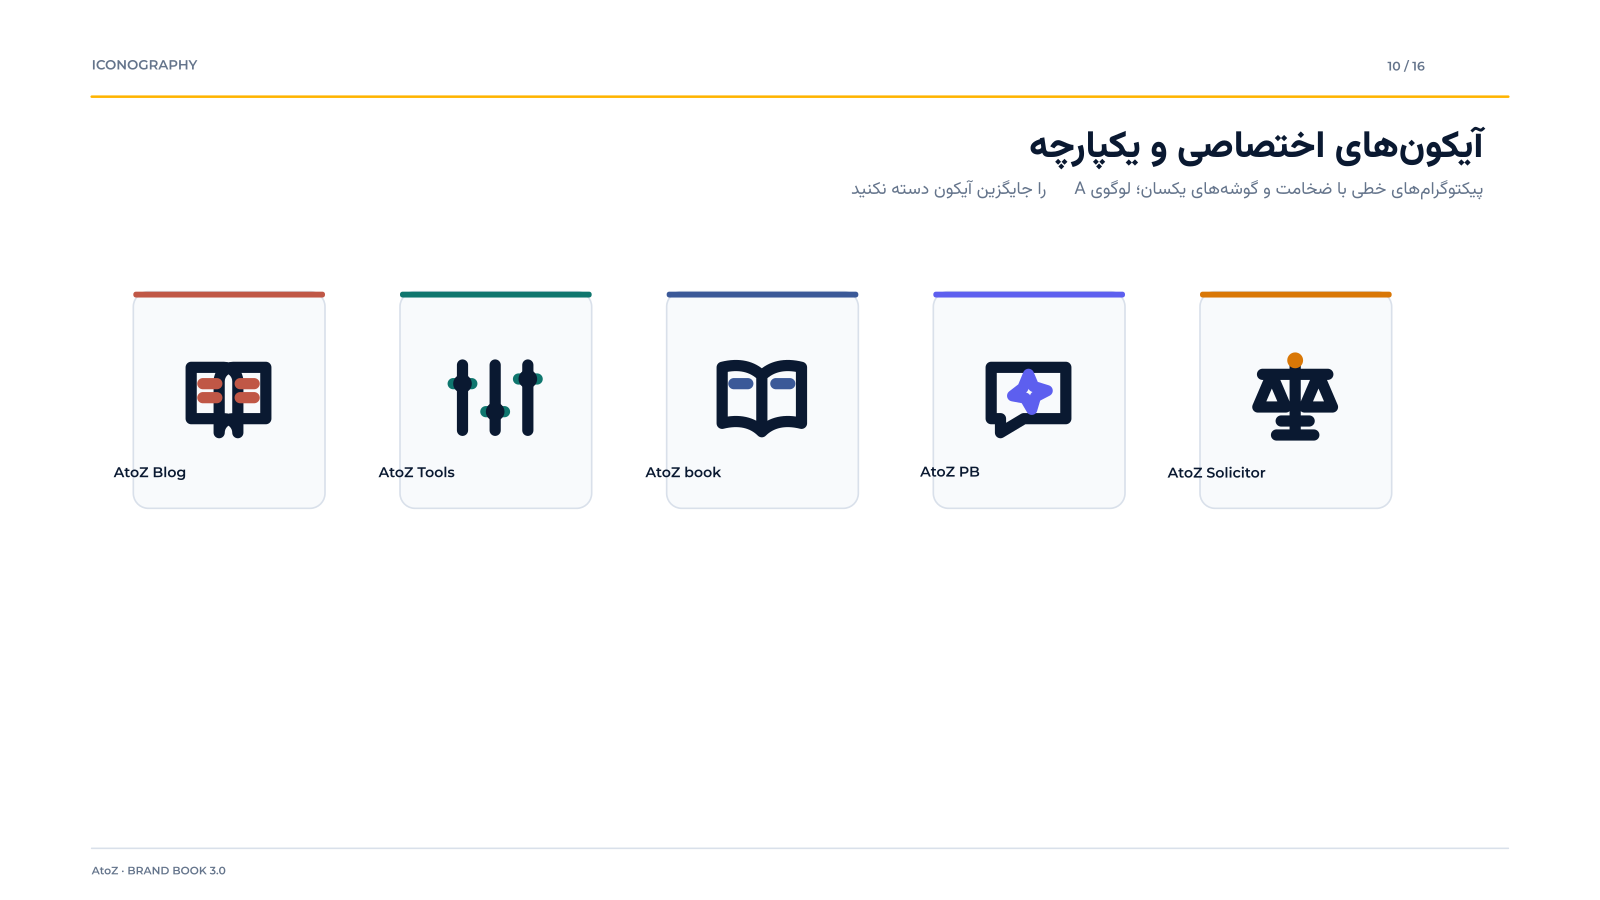 ICONOGRAPHY
10 / 16
آیکون‌های اختصاصی و یکپارچه
پیکتوگرام‌های خطی با ضخامت و گوشه‌های یکسان؛ لوگوی A را جایگزین آیکون دسته نکنید
AtoZ Blog
AtoZ Tools
AtoZ book
AtoZ PB
AtoZ Solicitor
AtoZ · BRAND BOOK 3.0